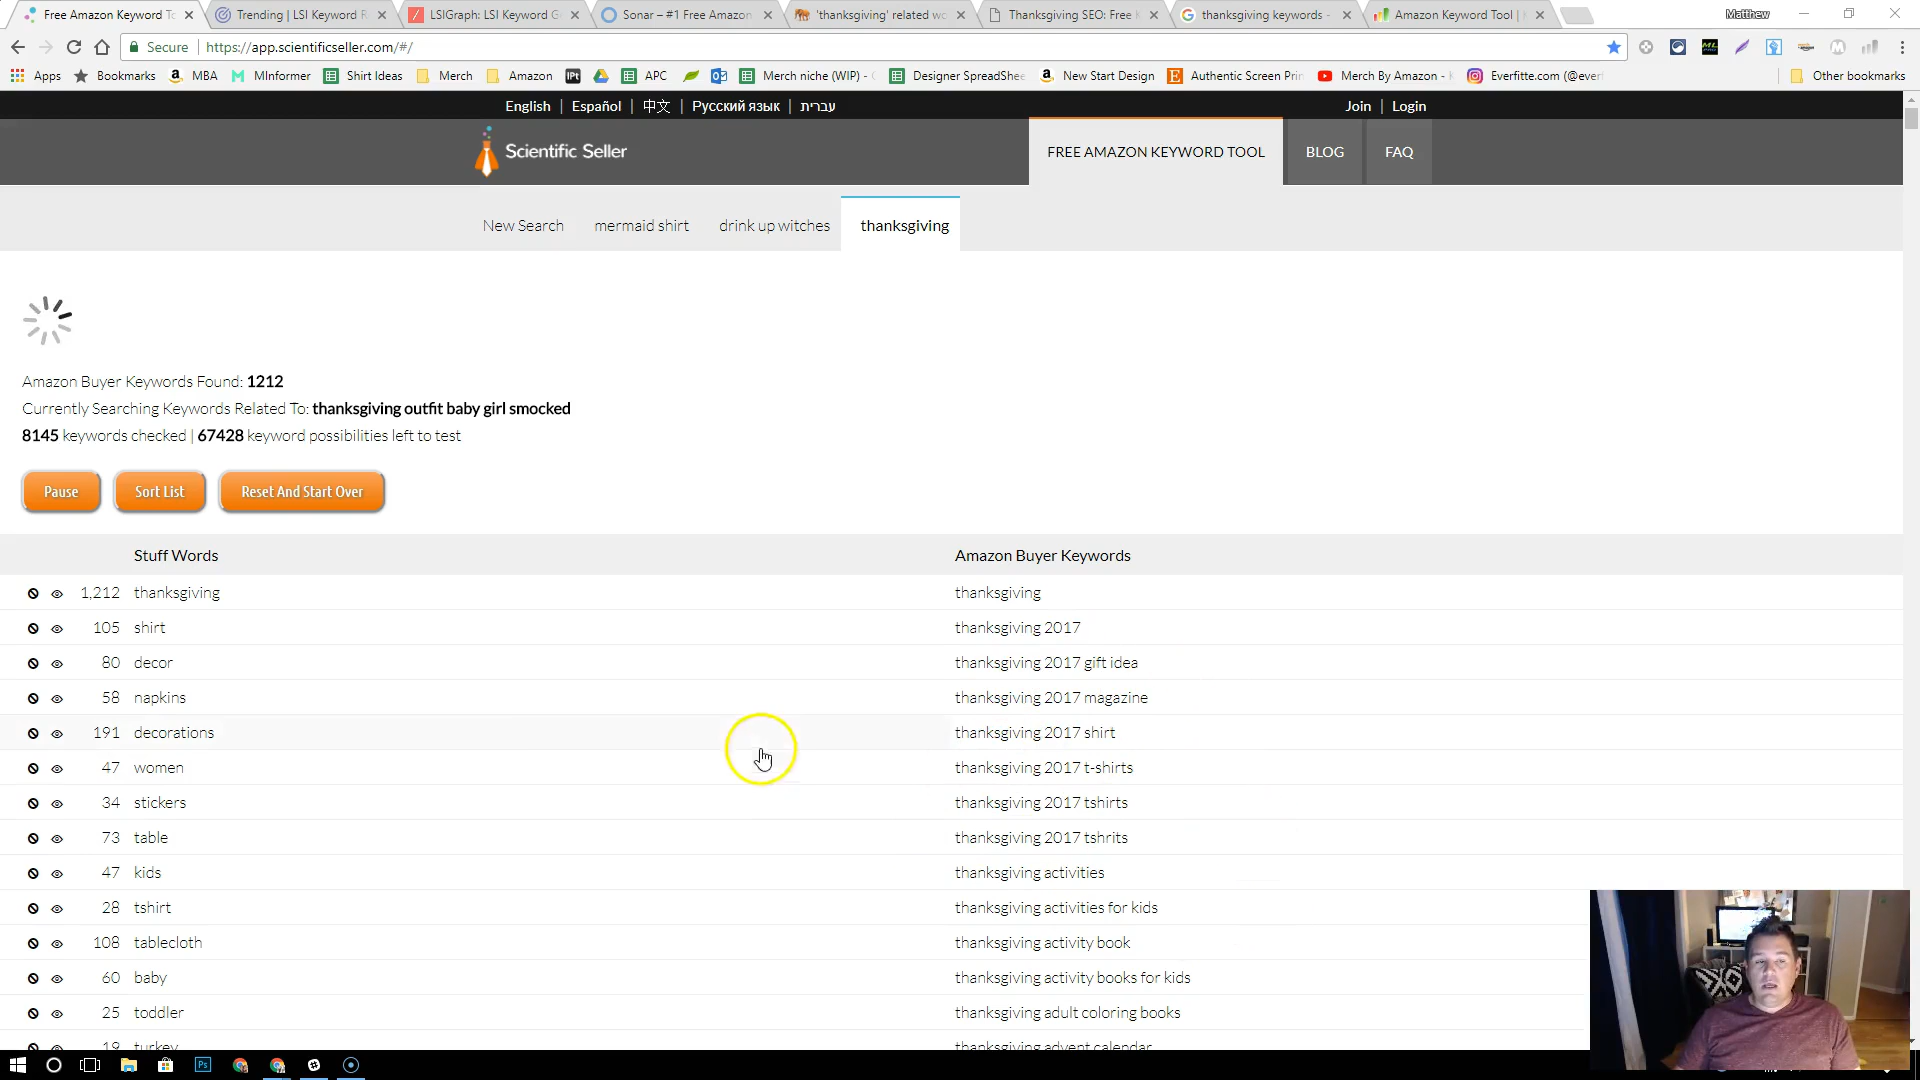 Free Amazon Keyword To
Trending | LSI Keyword R
LSIGraph: LSI Keyword G
Sonar – #1 Free Amazon
'thanksgiving' related wo
Thanksgiving SEO: Free K
thanksgiving keywords -
Amazon Keyword Tool |
Matthew
Secure | https://app.scientificseller.com/#/
Apps Bookmarks MBA MInformer Shirt Ideas Merch Amazon APC Merch niche (WIP) - Designer SpreadShee New Start Design Authentic Screen Prin Merch By Amazon - Everfitte.com (@ever Other bookmarks
English | Español | 中文 | Русский язык | עברית
Join | Login
Scientific Seller
FREE AMAZON KEYWORD TOOL BLOG FAQ
New Search mermaid shirt drink up witches thanksgiving
Amazon Buyer Keywords Found: 1212
Currently Searching Keywords Related To: thanksgiving outfit baby girl smocked
8145 keywords checked | 67428 keyword possibilities left to test
Pause Sort List Reset And Start Over
Stuff Words Amazon Buyer Keywords
1,212 thanksgiving thanksgiving
105 shirt thanksgiving 2017
80 decor thanksgiving 2017 gift idea
58 napkins thanksgiving 2017 magazine
191 decorations thanksgiving 2017 shirt
47 women thanksgiving 2017 t-shirts
34 stickers thanksgiving 2017 tshirts
73 table thanksgiving 2017 tshrits
47 kids thanksgiving activities
28 tshirt thanksgiving activities for kids
108 tablecloth thanksgiving activity book
60 baby thanksgiving activity books for kids
25 toddler thanksgiving adult coloring books
19 turkey thanksgiving advent calendar